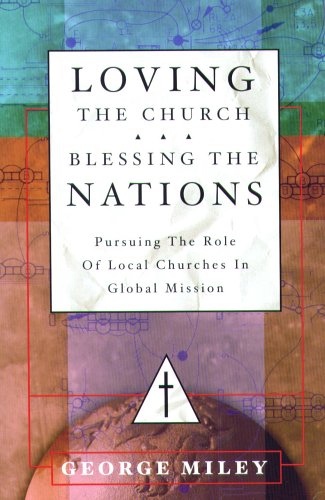 LOVING
THE CHURCH
▲ ▲ ▲
BLESSING THE
NATIONS
Pursuing The Role
Of Local Churches In
Global Mission
GEORGE MILEY